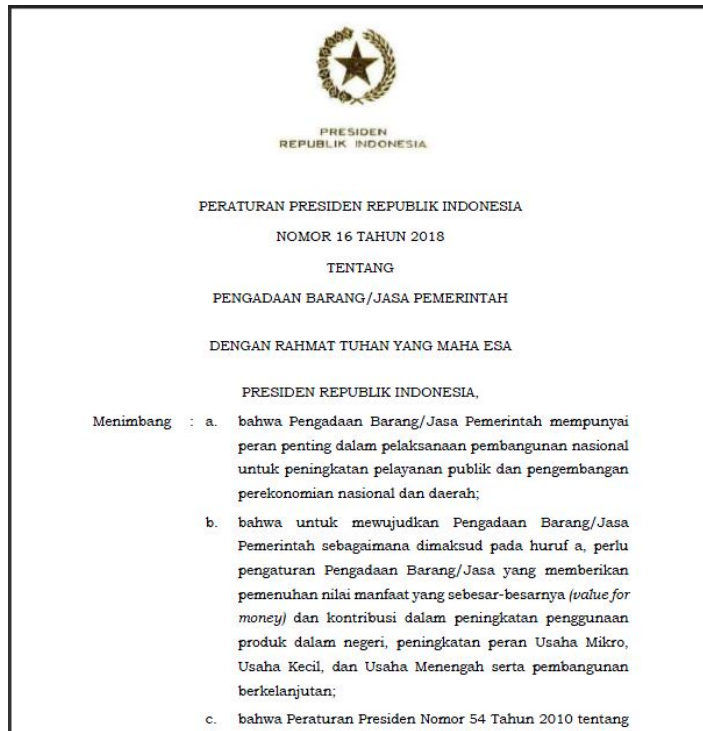 PRESIDEN
REPUBLIK INDONESIA
PERATURAN PRESIDEN REPUBLIK INDONESIA
NOMOR 16 TAHUN 2018
TENTANG
PENGADAAN BARANG/JASA PEMERINTAH
DENGAN RAHMAT TUHAN YANG MAHA ESA
PRESIDEN REPUBLIK INDONESIA,
Menimbang : a. bahwa Pengadaan Barang/Jasa Pemerintah mempunyai
peran penting dalam pelaksanaan pembangunan nasional
untuk peningkatan pelayanan publik dan pengembangan
perekonomian nasional dan daerah;
b. bahwa untuk mewujudkan Pengadaan Barang/Jasa
Pemerintah sebagaimana dimaksud pada huruf a, perlu
pengaturan Pengadaan Barang/Jasa yang memberikan
pemenuhan nilai manfaat yang sebesar-besarnya (value for
money) dan kontribusi dalam peningkatan penggunaan
produk dalam negeri, peningkatan peran Usaha Mikro,
Usaha Kecil, dan Usaha Menengah serta pembangunan
berkelanjutan;
c. bahwa Peraturan Presiden Nomor 54 Tahun 2010 tentang